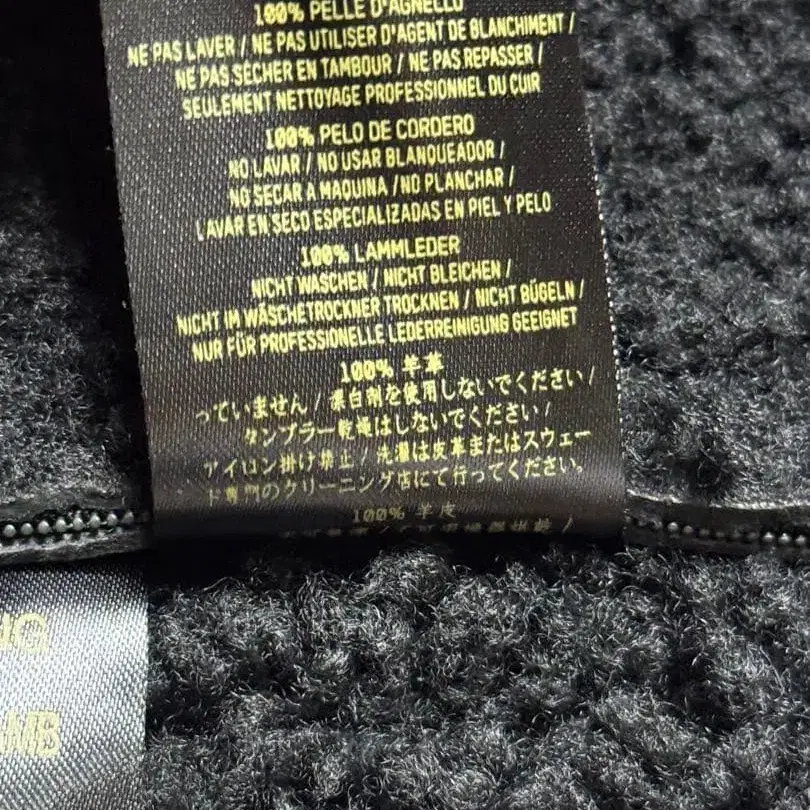 100% PELLE D'AGNELLO
NE PAS LAVER / NE PAS UTILISER D'AGENT DE BLANCHIMENT /
NE PAS SÉCHER EN TAMBOUR / NE PAS REPASSER /
SEULEMENT NETTOYAGE PROFESSIONNEL DU CUIR
100% PELO DE CORDERO
NO LAVAR / NO USAR BLANQUEADOR /
NO SECAR A MAQUINA / NO PLANCHAR /
LAVAR EN SECO ESPECIALIZADAS EN PIEL Y PELO
100% LAMMLEDER
NICHT WASCHEN / NICHT BLEICHEN /
NICHT IM WÄSCHETROCKNER TROCKNEN / NICHT BÜGELN /
NUR FÜR PROFESSIONELLE LEDERREINIGUNG GEEIGNET
100% 羊革
っていません / 漂白剤を使用しないでください /
タンブラー乾燥はしないでください /
アイロン掛け禁止 / 洗濯は皮革またはスウェー
ド専門のクリーニング店にて行ってください。
100% 羊皮